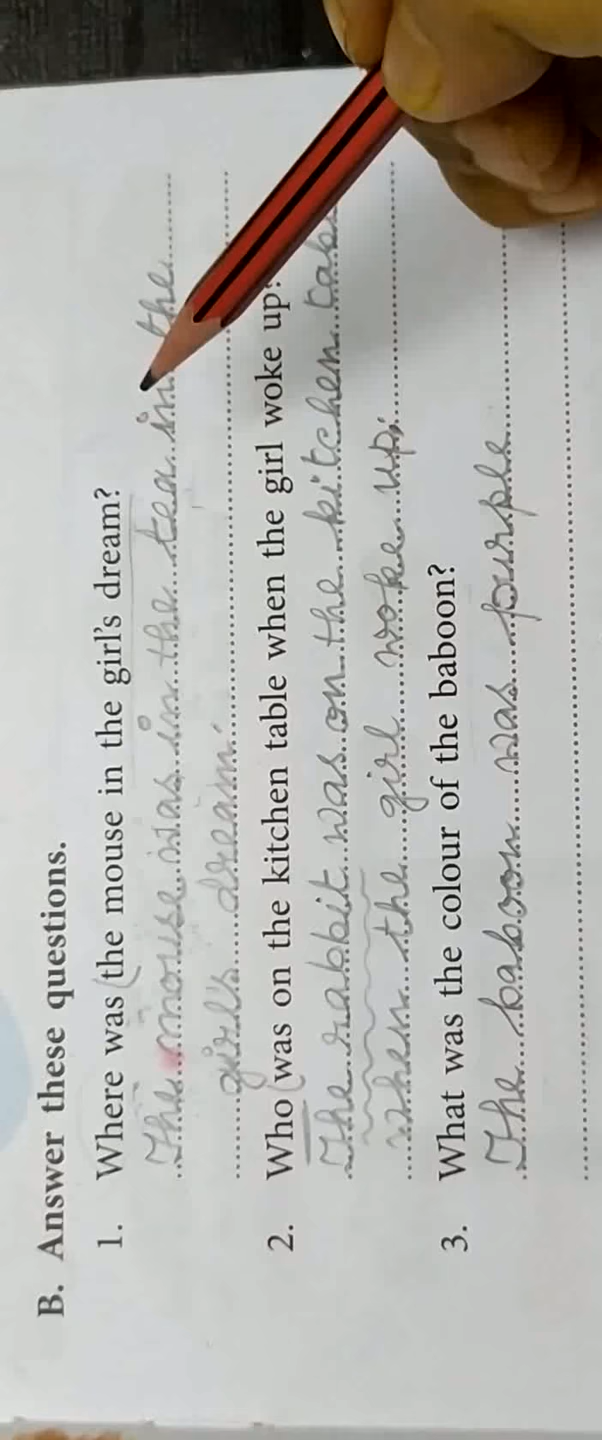 B. Answer these questions.
1. Where was the mouse in the girl's dream?
The mouse was in the tea in the
girl's dream.
2. Who was on the kitchen table when the girl woke up?
The rabbit was on the kitchen
when the girl woke up.
3. What was the colour of the baboon?
The baboon was purple